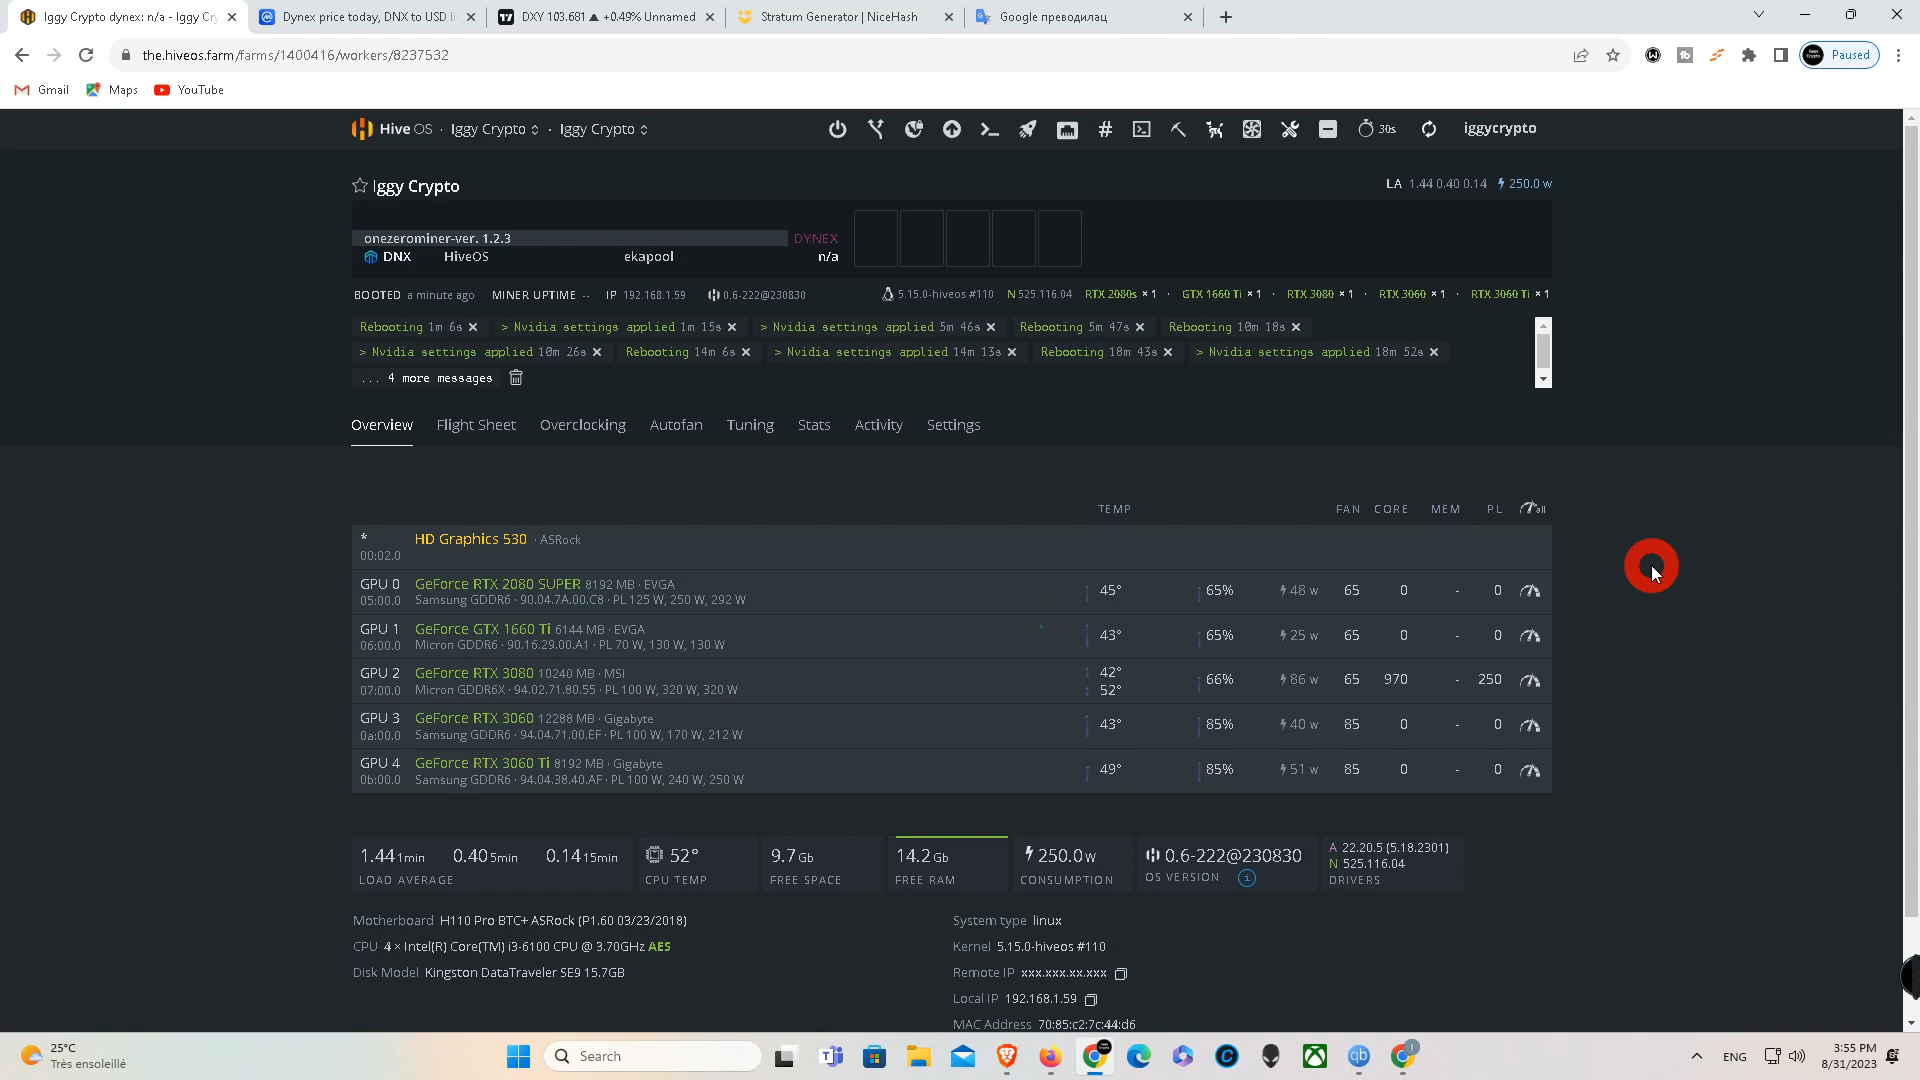 Iggy Crypto dynex: n/a - Iggy Cr
Dynex price today, DNX to USD li
DXY 103.681 ▲ +0.49% Unnamed
Stratum Generator | NiceHash
Google преводилац
the.hiveos.farm/farms/1400416/workers/8237532
Paused
Gmail
Maps
YouTube
Hive OS · Iggy Crypto · Iggy Crypto
30s
iggycrypto
Iggy Crypto
LA 1.44 0.40 0.14 250.0 w
onezerominer-ver. 1.2.3 DYNEX
DNX HiveOS ekapool n/a
BOOTED a minute ago MINER UPTIME -- IP 192.168.1.59 0.6-222@230830 5.15.0-hiveos #110 N 525.116.04 RTX 2080s × 1 · GTX 1660 Ti × 1 · RTX 3080 × 1 · RTX 3060 × 1 · RTX 3060 Ti × 1
Rebooting 1m 6s × > Nvidia settings applied 1m 15s × > Nvidia settings applied 5m 46s × Rebooting 5m 47s × Rebooting 10m 18s ×
> Nvidia settings applied 10m 26s × Rebooting 14m 6s × > Nvidia settings applied 14m 13s × Rebooting 18m 43s × > Nvidia settings applied 18m 52s ×
... 4 more messages
Overview Flight Sheet Overclocking Autofan Tuning Stats Activity Settings
TEMP FAN CORE MEM PL all
* HD Graphics 530 · ASRock
00:02.0
GPU 0 GeForce RTX 2080 SUPER 8192 MB · EVGA 45° 65% 48 w 65 0 - 0
05:00.0 Samsung GDDR6 · 90.04.7A.00.C8 · PL 125 W, 250 W, 292 W
GPU 1 GeForce GTX 1660 Ti 6144 MB · EVGA 43° 65% 25 w 65 0 - 0
06:00.0 Micron GDDR6 · 90.16.29.00.A1 · PL 70 W, 130 W, 130 W
GPU 2 GeForce RTX 3080 10240 MB · MSI 42° 66% 86 w 65 970 - 250
07:00.0 Micron GDDR6X · 94.02.71.80.55 · PL 100 W, 320 W, 320 W 52°
GPU 3 GeForce RTX 3060 12288 MB · Gigabyte 43° 85% 40 w 85 0 - 0
0a:00.0 Samsung GDDR6 · 94.04.71.00.EF · PL 100 W, 170 W, 212 W
GPU 4 GeForce RTX 3060 Ti 8192 MB · Gigabyte 49° 85% 51 w 85 0 - 0
0b:00.0 Samsung GDDR6 · 94.04.38.40.AF · PL 100 W, 240 W, 250 W
1.44 1min 0.40 5min 0.14 15min
LOAD AVERAGE
52°
CPU TEMP
9.7 Gb
FREE SPACE
14.2 Gb
FREE RAM
250.0 W
CONSUMPTION
0.6-222@230830
OS VERSION
A 22.20.5 (5.18.2301)
N 525.116.04
DRIVERS
Motherboard H110 Pro BTC+ ASRock (P1.60 03/23/2018)
CPU 4 × Intel(R) Core(TM) i3-6100 CPU @ 3.70GHz AES
Disk Model Kingston DataTraveler SE9 15.7GB
System type linux
Kernel 5.15.0-hiveos #110
Remote IP xxx.xxx.xx.xxx
Local IP 192.168.1.59
MAC Address 70:85:c2:7c:44:d6
25°C
Très ensoleillé
Search
ENG
3:55 PM
8/31/2023